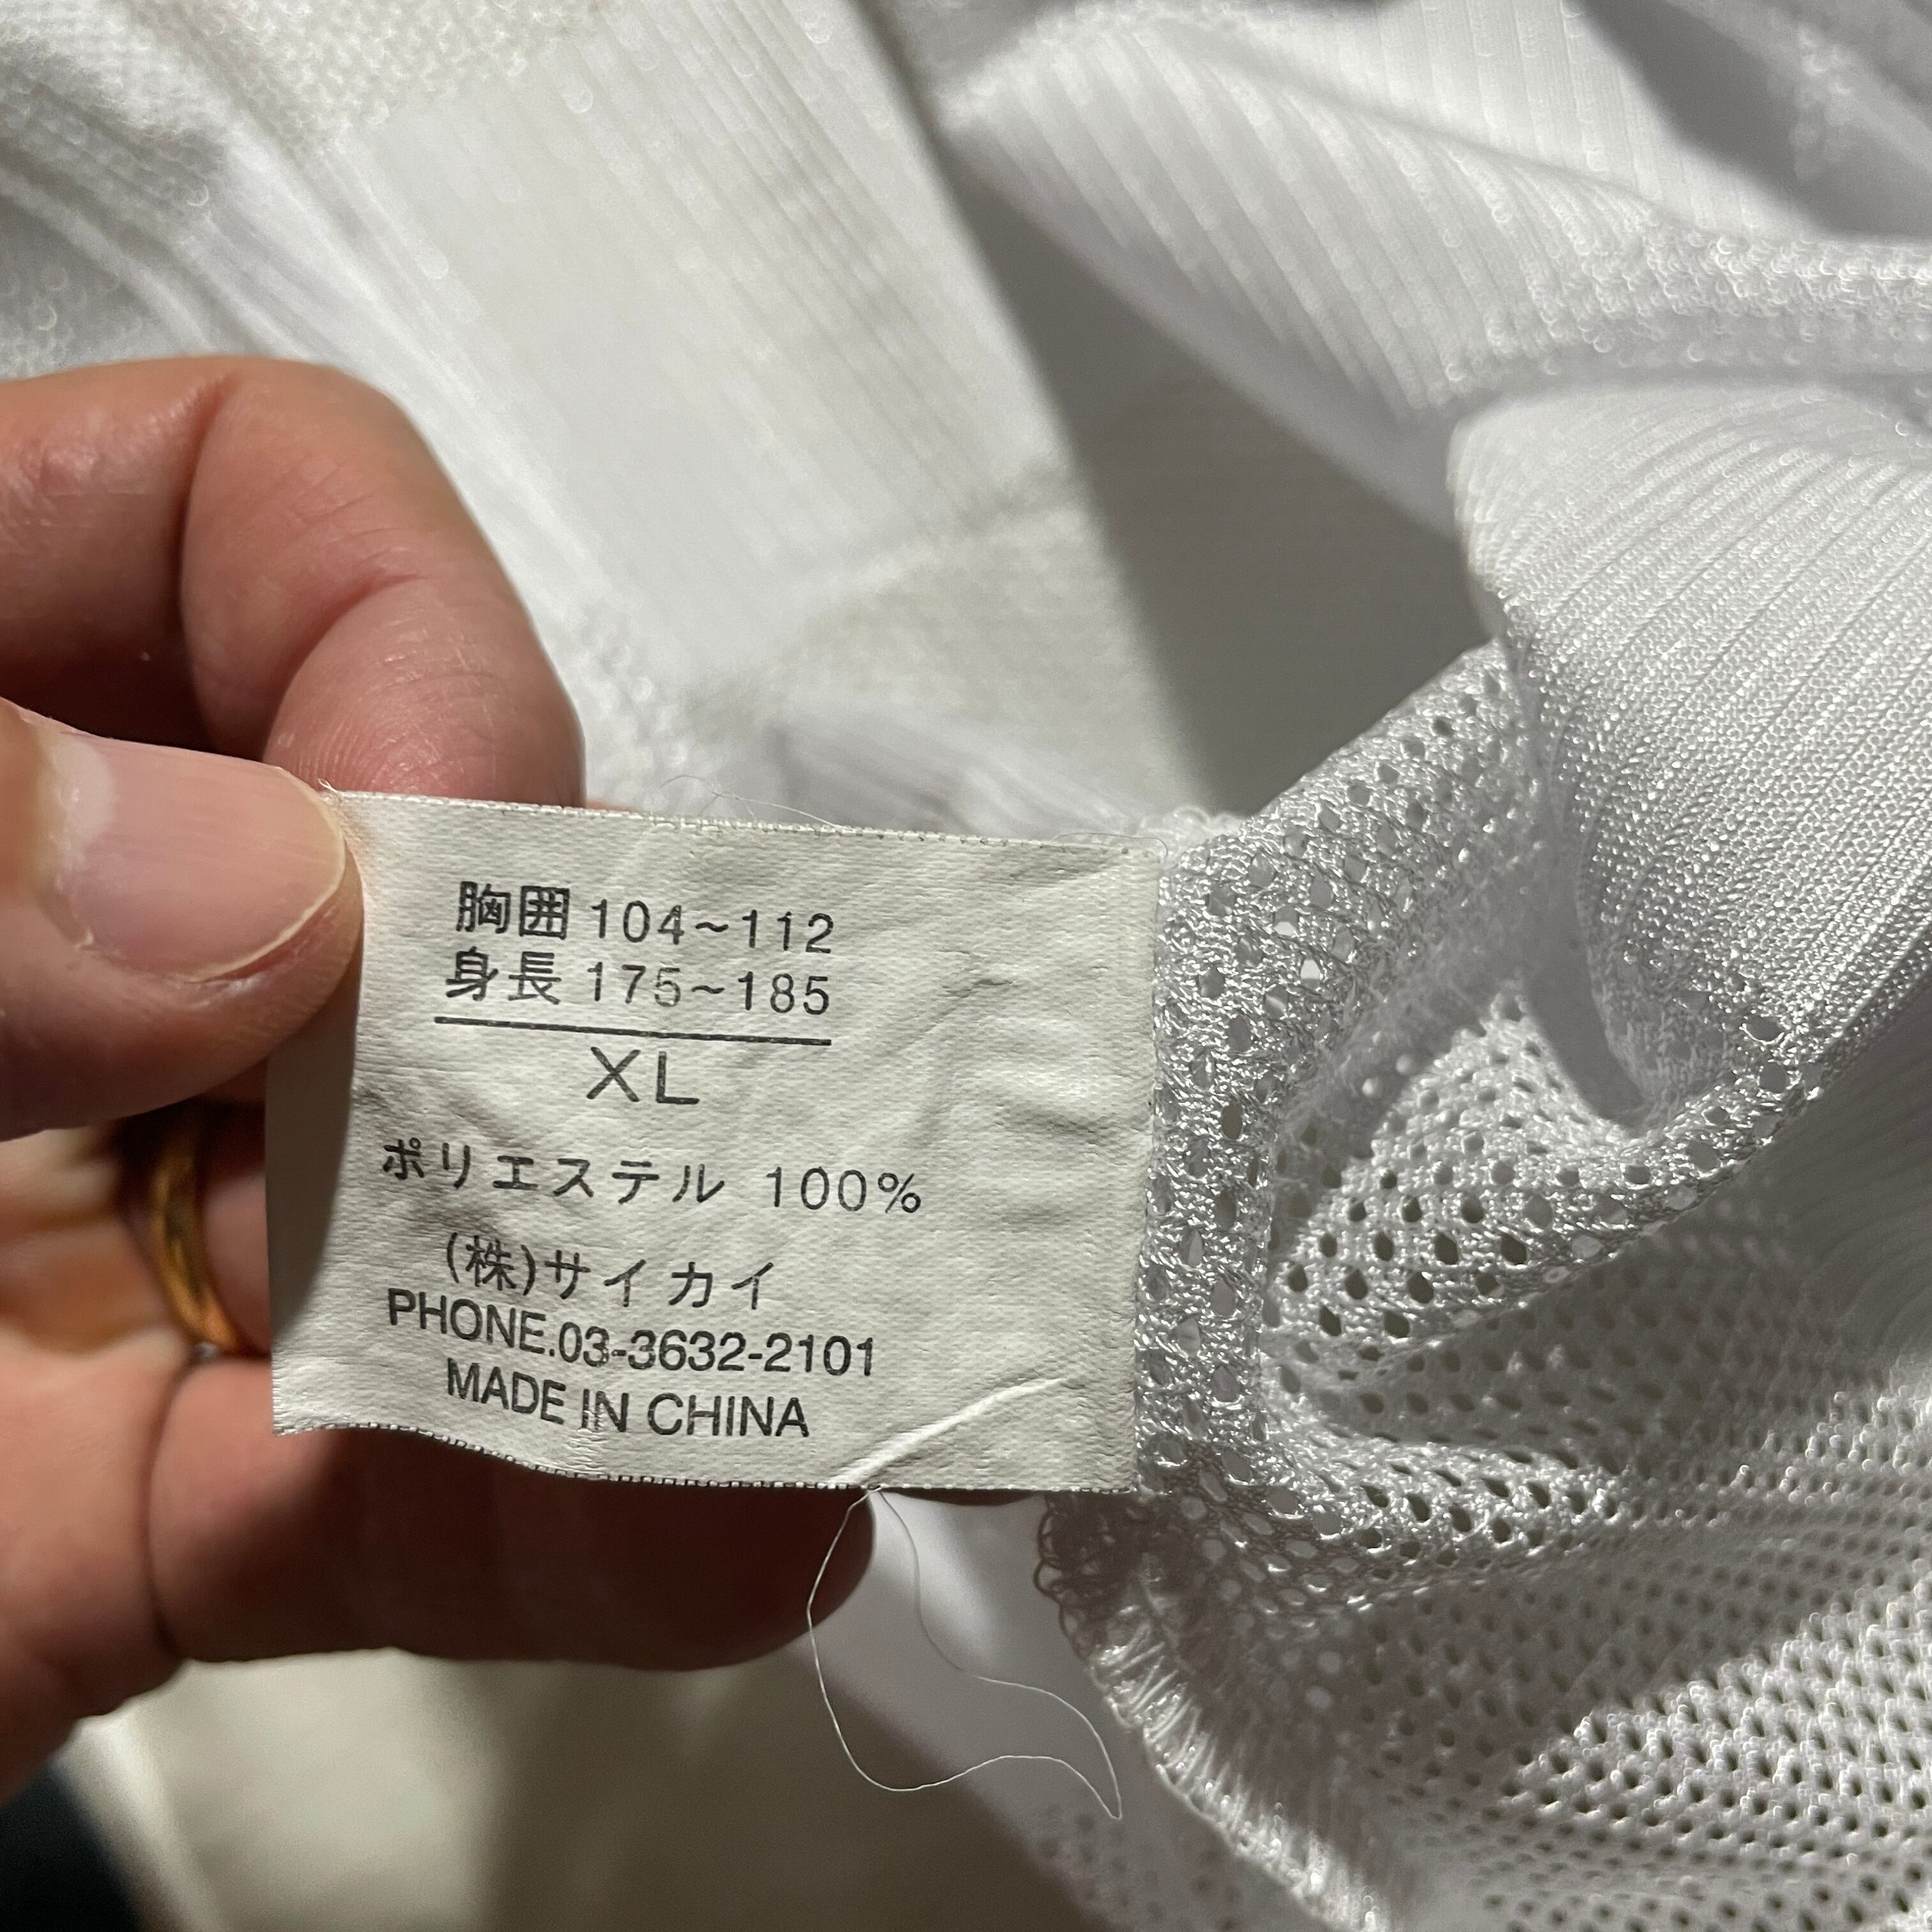 胸囲 104~112
身長 175~185
XL
ポリエステル 100%
(株)サイカイ
PHONE.03-3632-2101
MADE IN CHINA